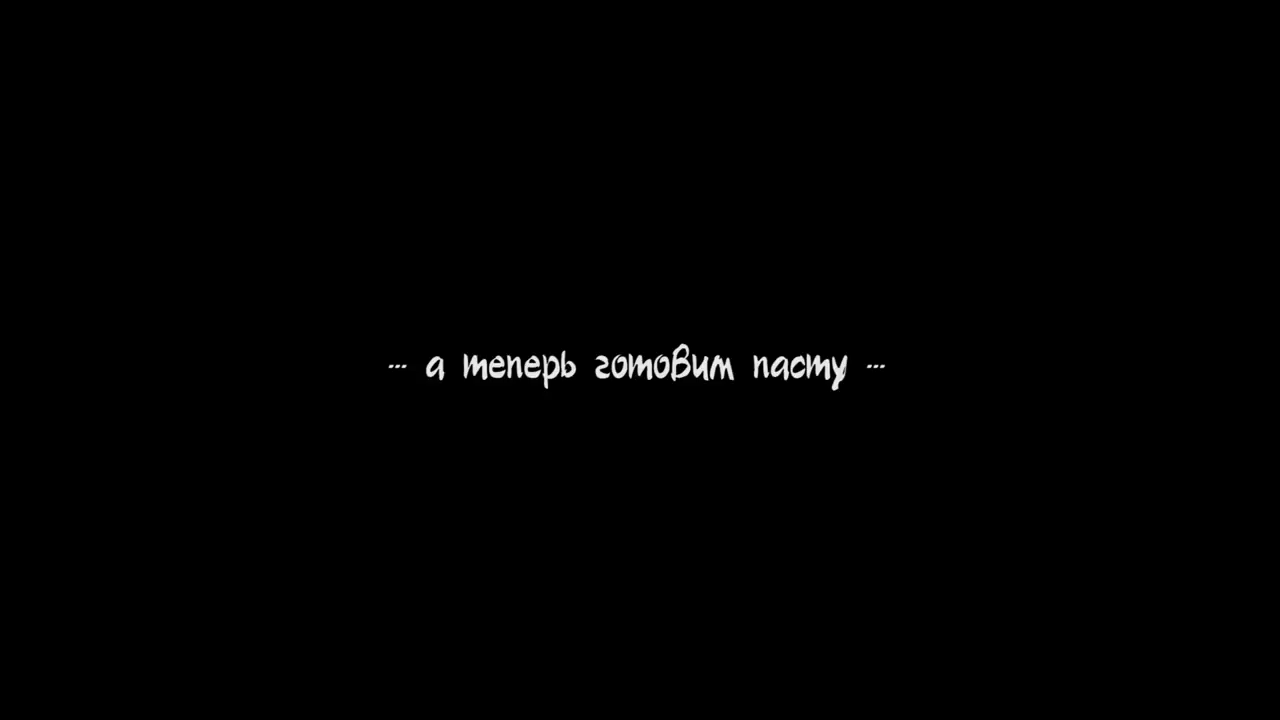 ... а теперь готовим пасту ...